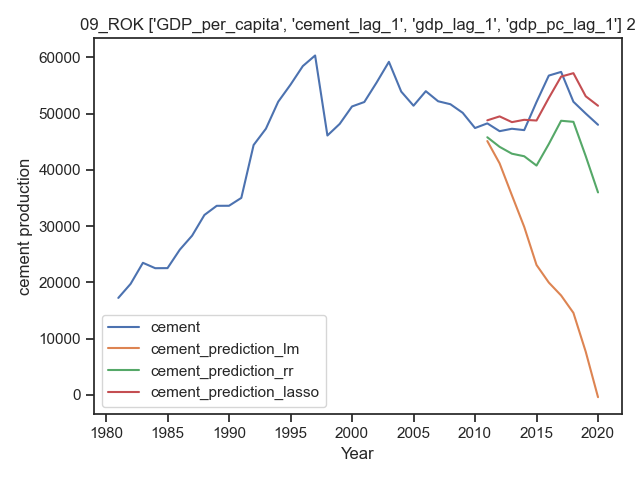 09_ROK ['GDP_per_capita', 'cement_lag_1', 'gdp_lag_1', 'gdp_pc_lag_1'] 2
60000
50000
40000
30000
20000
10000
0
cement production
cement
cement_prediction_lm
cement_prediction_rr
cement_prediction_lasso
1980 1985 1990 1995 2000 2005 2010 2015 2020
Year